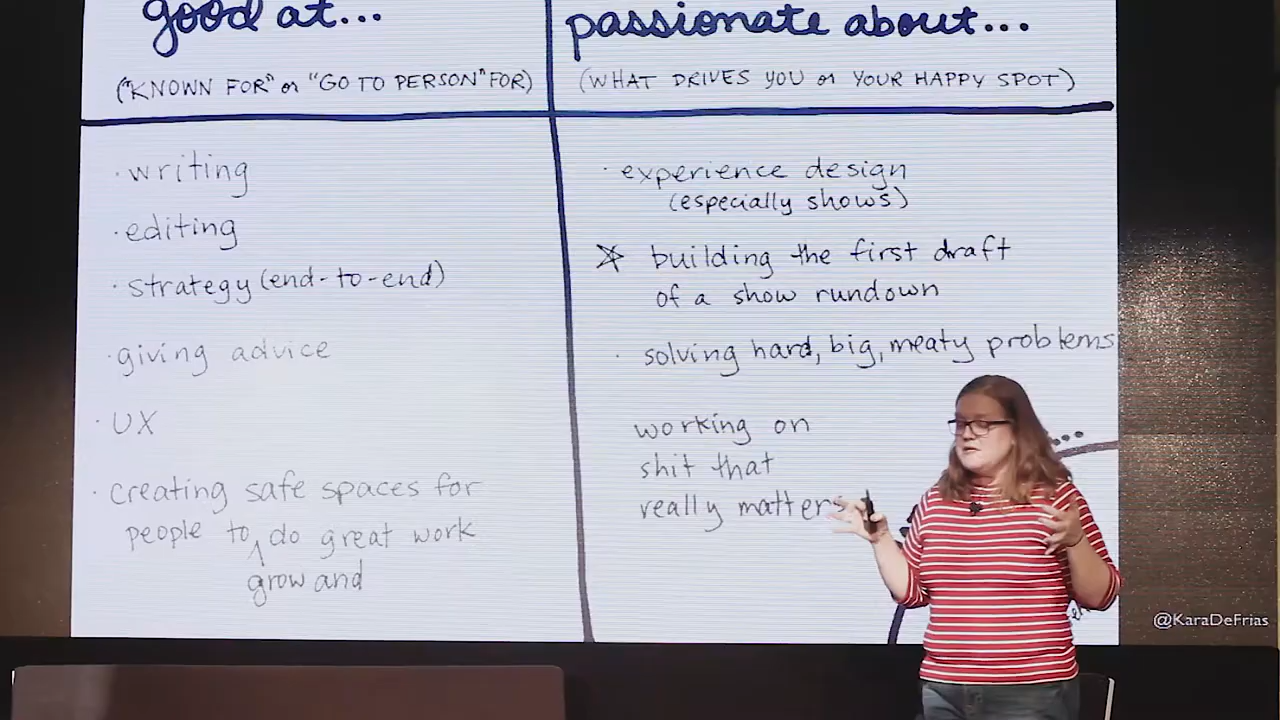 good at...
("KNOWN FOR" or "GO TO PERSON" FOR)
· writing
· editing
· strategy (end-to-end)
· giving advice
· UX
· creating safe spaces for
people to ^ do great work
grow and
passionate about...
(WHAT DRIVES YOU or YOUR HAPPY SPOT)
· experience design
(especially shows)
☆ building the first draft
of a show rundown
· solving hard, big, meaty problems
working on
shit that
really matters
@KaraDeFrias